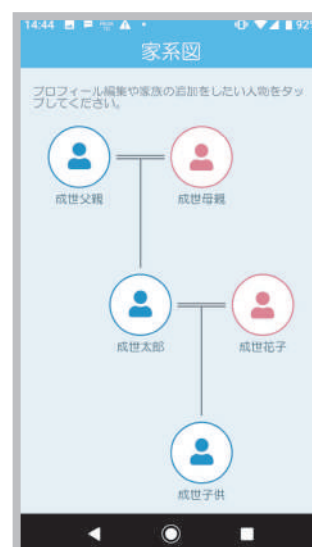 14:44
92%
家系図
プロフィール編集や家族の追加をしたい人物をタッ
プしてください。
成世父親
成世母親
成世太郎
成世花子
成世子供